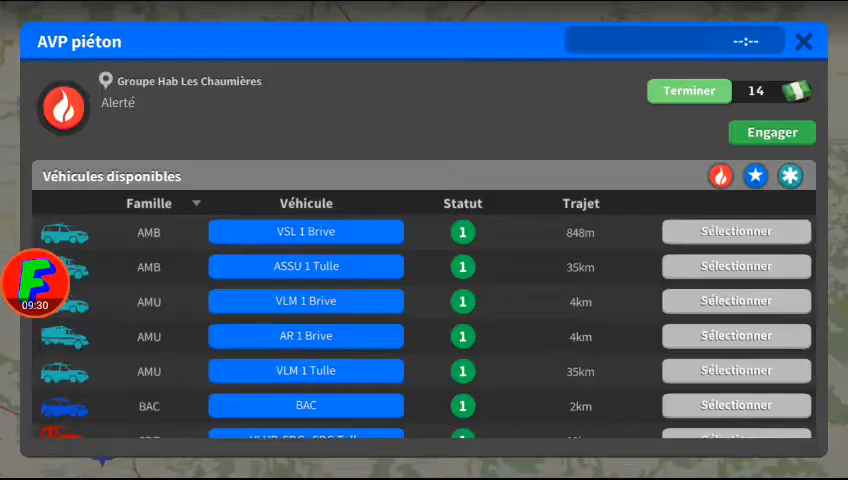 AVP piéton
--:--
Groupe Hab Les Chaumières
Alerté
Terminer
14
Engager
Véhicules disponibles
Famille Véhicule Statut Trajet
AMB VSL 1 Brive 1 848m Sélectionner
AMB ASSU 1 Tulle 1 35km Sélectionner
AMU VLM 1 Brive 1 4km Sélectionner
AMU AR 1 Brive 1 4km Sélectionner
AMU VLM 1 Tulle 1 35km Sélectionner
BAC BAC 1 2km Sélectionner
F
09:30